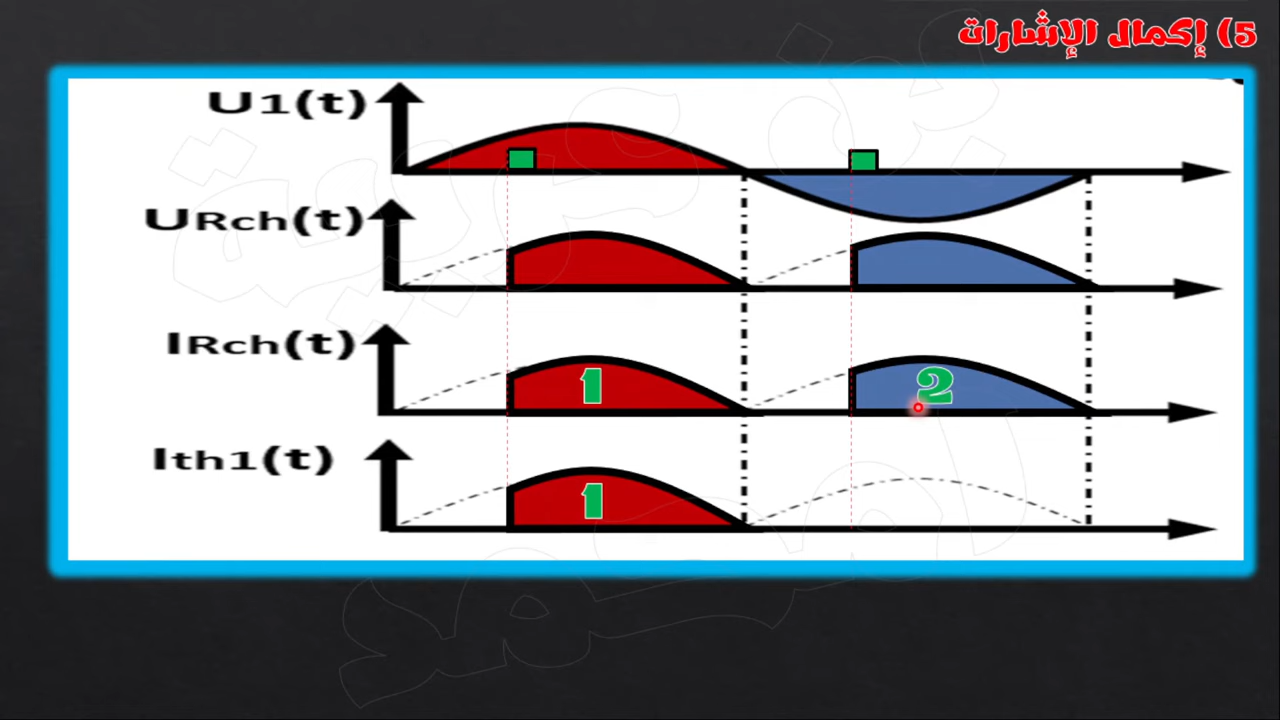 5) إكمال الإشارات
U1(t)
URch(t)
IRch(t)
1
2
Ith1(t)
1